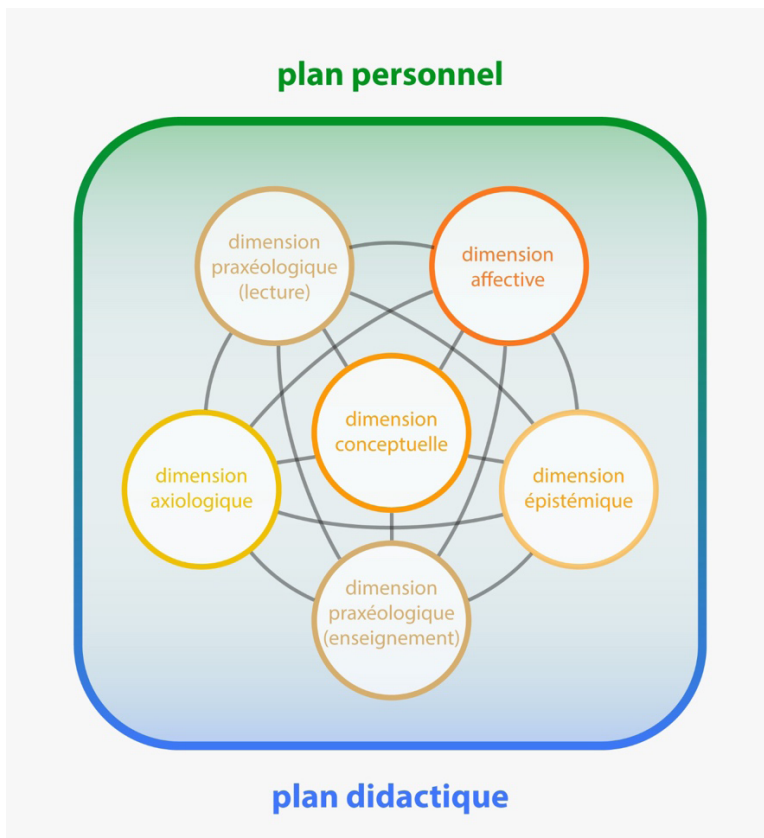 plan personnel
dimension
praxéologique
(lecture)
dimension
affective
dimension
conceptuelle
dimension
axiologique
dimension
épistémique
dimension
praxéologique
(enseignement)
plan didactique